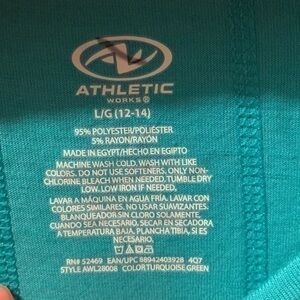 ATHLETIC
WORKS®
L/G (12-14)
95% POLYESTER/POLIÉSTER
5% RAYON/RAYÓN
MADE IN EGYPT/HECHO EN EGIPTO
MACHINE WASH COLD. WASH WITH LIKE
COLORS. DO NOT USE SOFTENERS. ONLY NON-
CHLORINE BLEACH WHEN NEEDED. TUMBLE DRY
LOW. LOW IRON IF NEEDED.
LAVAR A MÁQUINA EN AGUA FRÍA. LAVAR CON
COLORES SIMILARES. NO USAR SUAVIZANTES.
BLANQUEADOR SIN CLORO SOLAMENTE,
CUANDO SEA NECESARIO. SECAR EN SECADORA
A TEMPERATURA BAJA, PLANCHA TIBIA, SI ES
NECESARIO.
RN# 52469 EAN/UPC 88942403928 4Q7
STYLE AWL28008 COLOR TURQUOISE GREEN